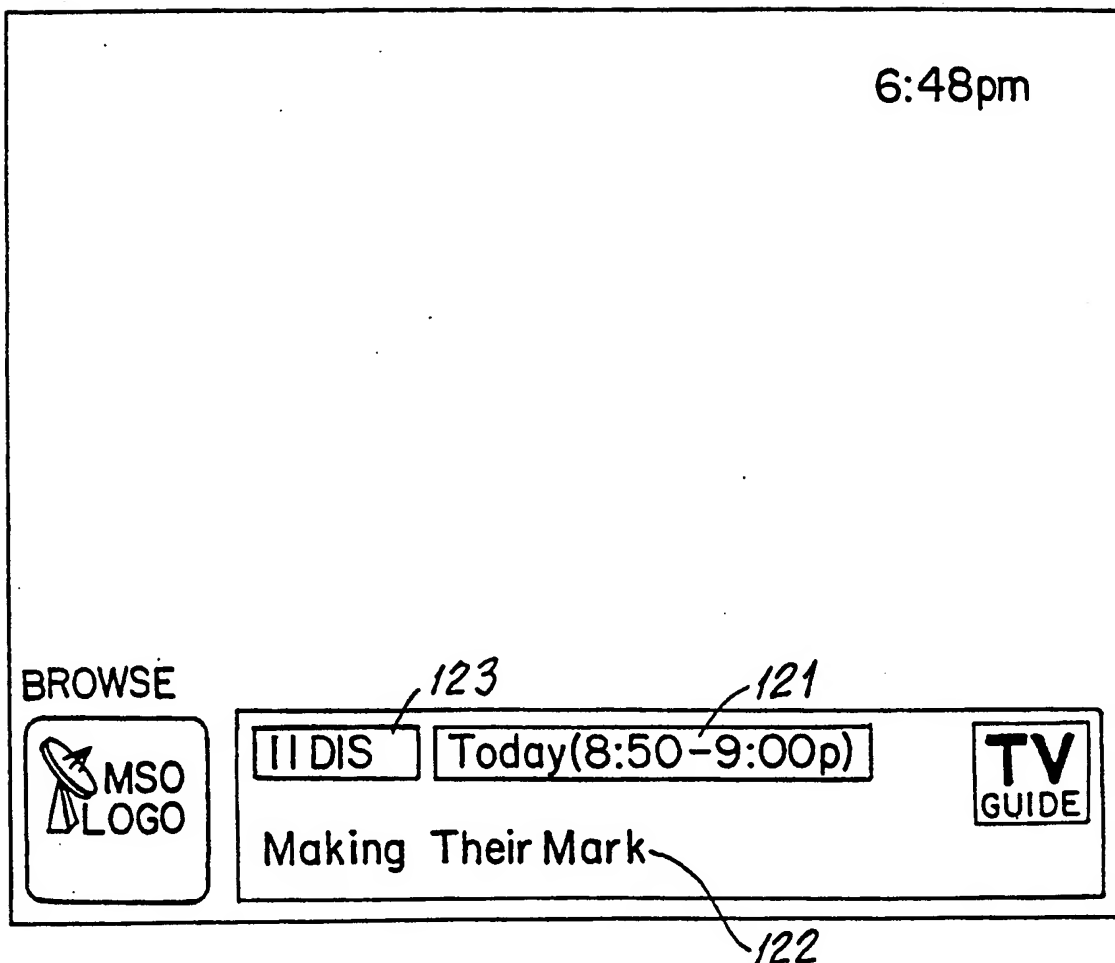 6:48pm
BROWSE
123
121
MSO
LOGO
11 DIS
Today(8:50-9:00p)
TV
GUIDE
Making Their Mark
122